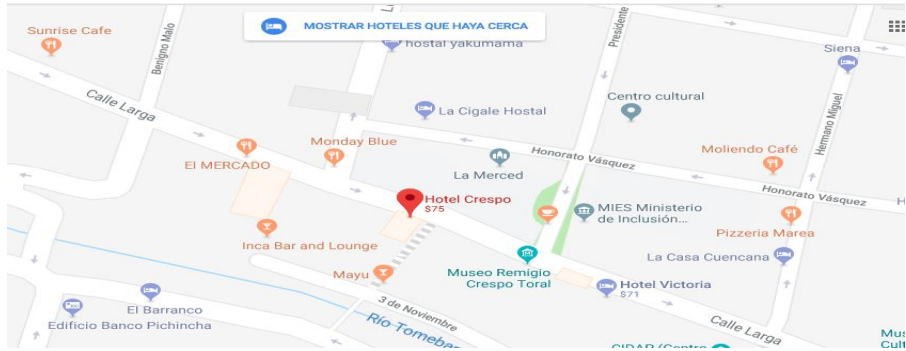 MOSTRAR HOTELES QUE HAYA CERCA
Sunrise Cafe
Benigno Malo
hostal yakumama
Presidente
Siena
Calle Larga
La Cigale Hostal
Centro cultural
Hermano Miguel
Monday Blue
EL MERCADO
Honorato Vásquez
Moliendo Café
La Merced
Honorato Vásquez
Hotel Crespo
$75
MIES Ministerio
de Inclusión...
Pizzeria Marea
Inca Bar and Lounge
La Casa Cuencana
Mayu
Museo Remigio
Crespo Toral
Hotel Victoria
$71
El Barranco
3 de Noviembre
Edificio Banco Pichincha
Río Tomebam
Calle Larga
CIDAP (Centro